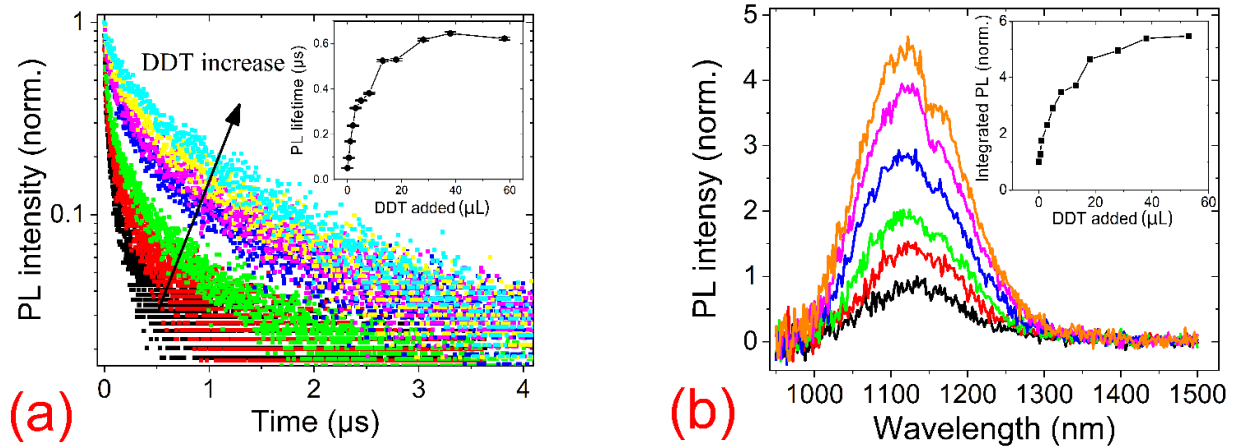 1
0.1
PL intensity (norm.)
0 1 2 3 4
Time (µs)
DDT increase
0.6
0.4
0.2
0.0
PL lifetime (µs)
0 20 40 60
DDT added (µL)
(a)
5
4
3
2
1
0
PL intensy (norm.)
1000 1100 1200 1300 1400 1500
Wavelength (nm)
6
4
2
0
Integrated PL (norm.)
0 20 40 60
DDT added (µL)
(b)